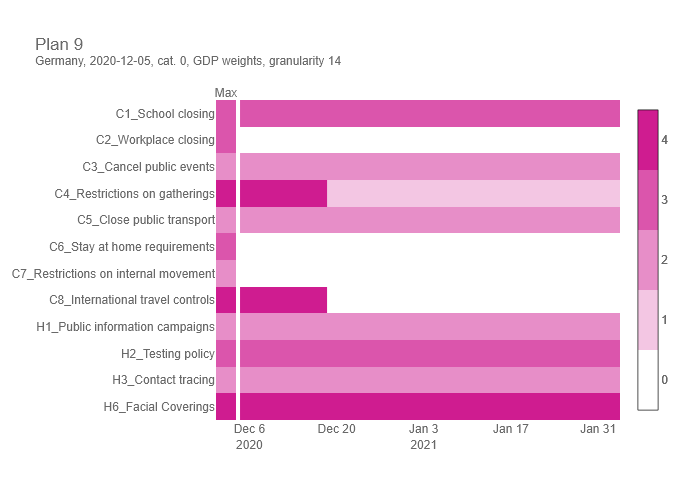 Plan 9
Germany, 2020-12-05, cat. 0, GDP weights, granularity 14
Max
C1_School closing
C2_Workplace closing
C3_Cancel public events
C4_Restrictions on gatherings
C5_Close public transport
C6_Stay at home requirements
C7_Restrictions on internal movement
C8_International travel controls
H1_Public information campaigns
H2_Testing policy
H3_Contact tracing
H6_Facial Coverings
Dec 6 Dec 20 Jan 3 Jan 17 Jan 31
2020 2021
4
3
2
1
0